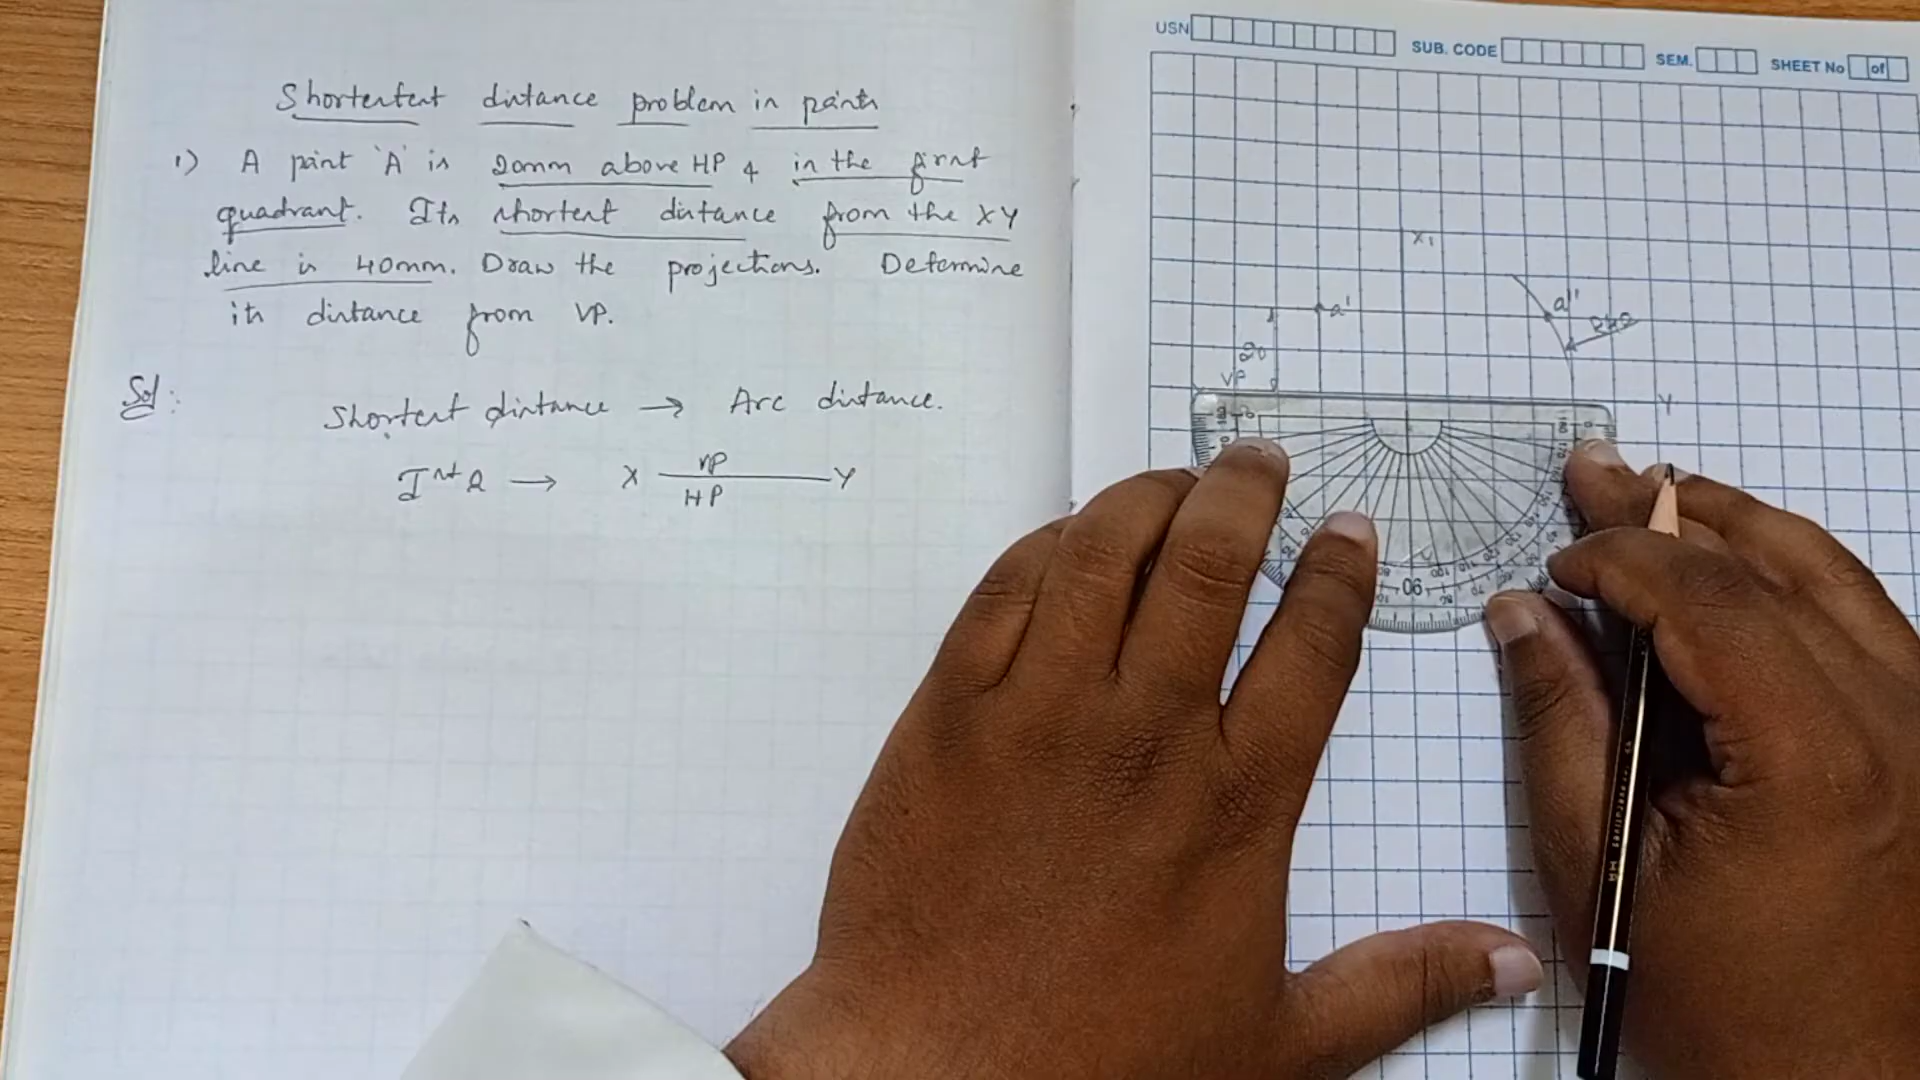 Shortestest distance problem in points
1) A point 'A' is 20mm above HP & in the first
quadrant. Its shortest distance from the XY
line is 40mm. Draw the projections. Determine
its distance from VP.
Sol:
Shortest distance → Arc distance.
Ist Q → X VP Y
HP
USN
SUB. CODE
SEM.
SHEET No of
X1
a'
a''
R40
20
VP
Y
90